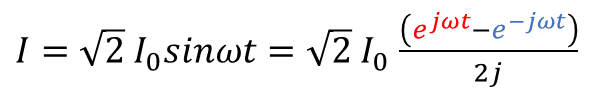 I = √2 I₀sinωt = √2 I₀ (e^{jωt}−e^{−jωt})/2j